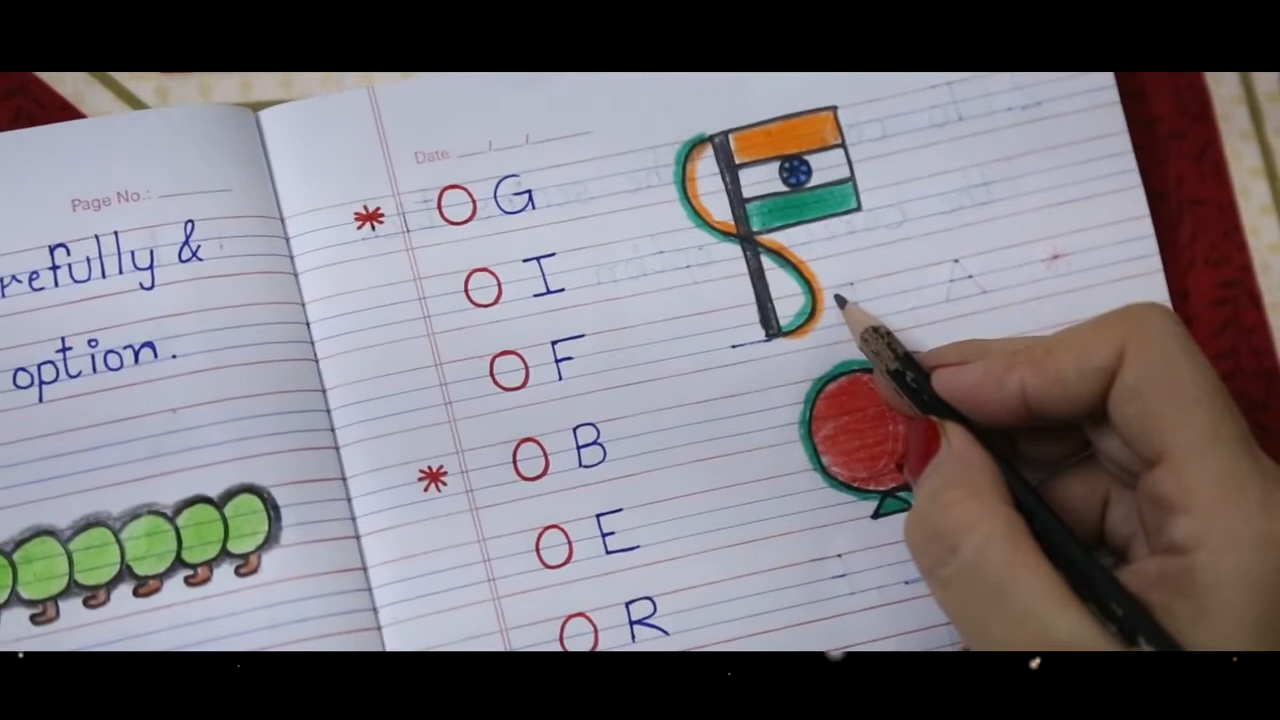 Page No.:
refully &
option.
Date / /
* O G
O I
O F
* O B
O E
O R